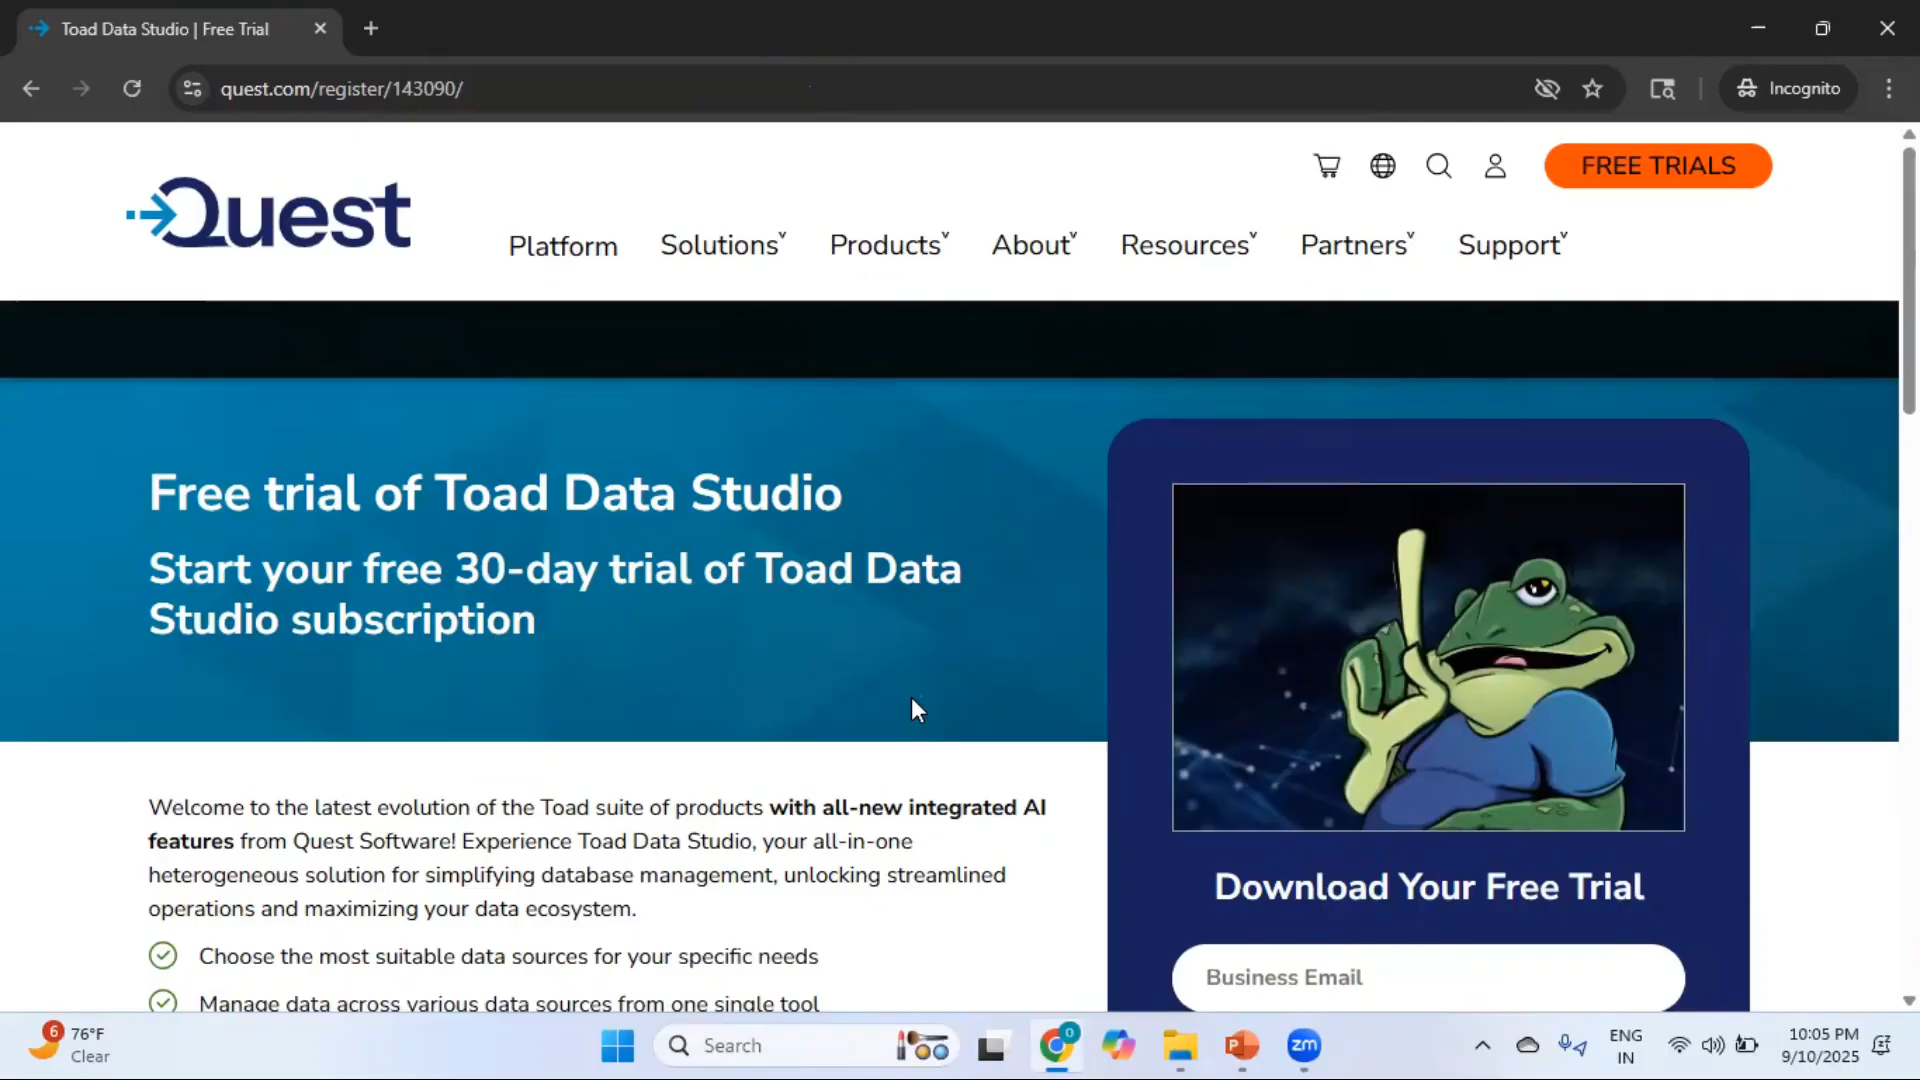 Toad Data Studio | Free Trial
quest.com/register/143090/
Incognito
FREE TRIALS
Quest
Platform Solutions Products About Resources Partners Support
Free trial of Toad Data Studio
Start your free 30-day trial of Toad Data
Studio subscription
Welcome to the latest evolution of the Toad suite of products with all-new integrated AI
features from Quest Software! Experience Toad Data Studio, your all-in-one
heterogeneous solution for simplifying database management, unlocking streamlined
operations and maximizing your data ecosystem.
Choose the most suitable data sources for your specific needs
Manage data across various data sources from one single tool
Download Your Free Trial
Business Email
6
76°F
Clear
Search
0
P
zm
ENG
IN
10:05 PM
9/10/2025